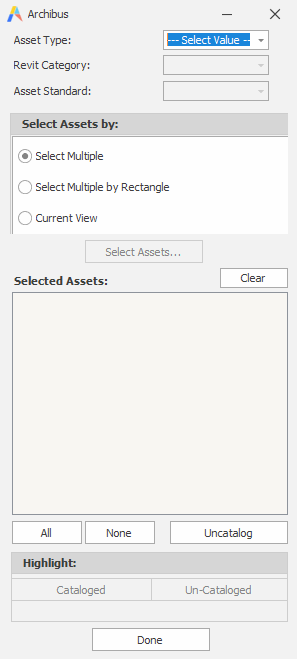 Archibus
Asset Type: --- Select Value --
Revit Category:
Asset Standard:
Select Assets by:
Select Multiple
Select Multiple by Rectangle
Current View
Select Assets...
Selected Assets: Clear
All None Uncatalog
Highlight:
Cataloged Un-Cataloged
Done